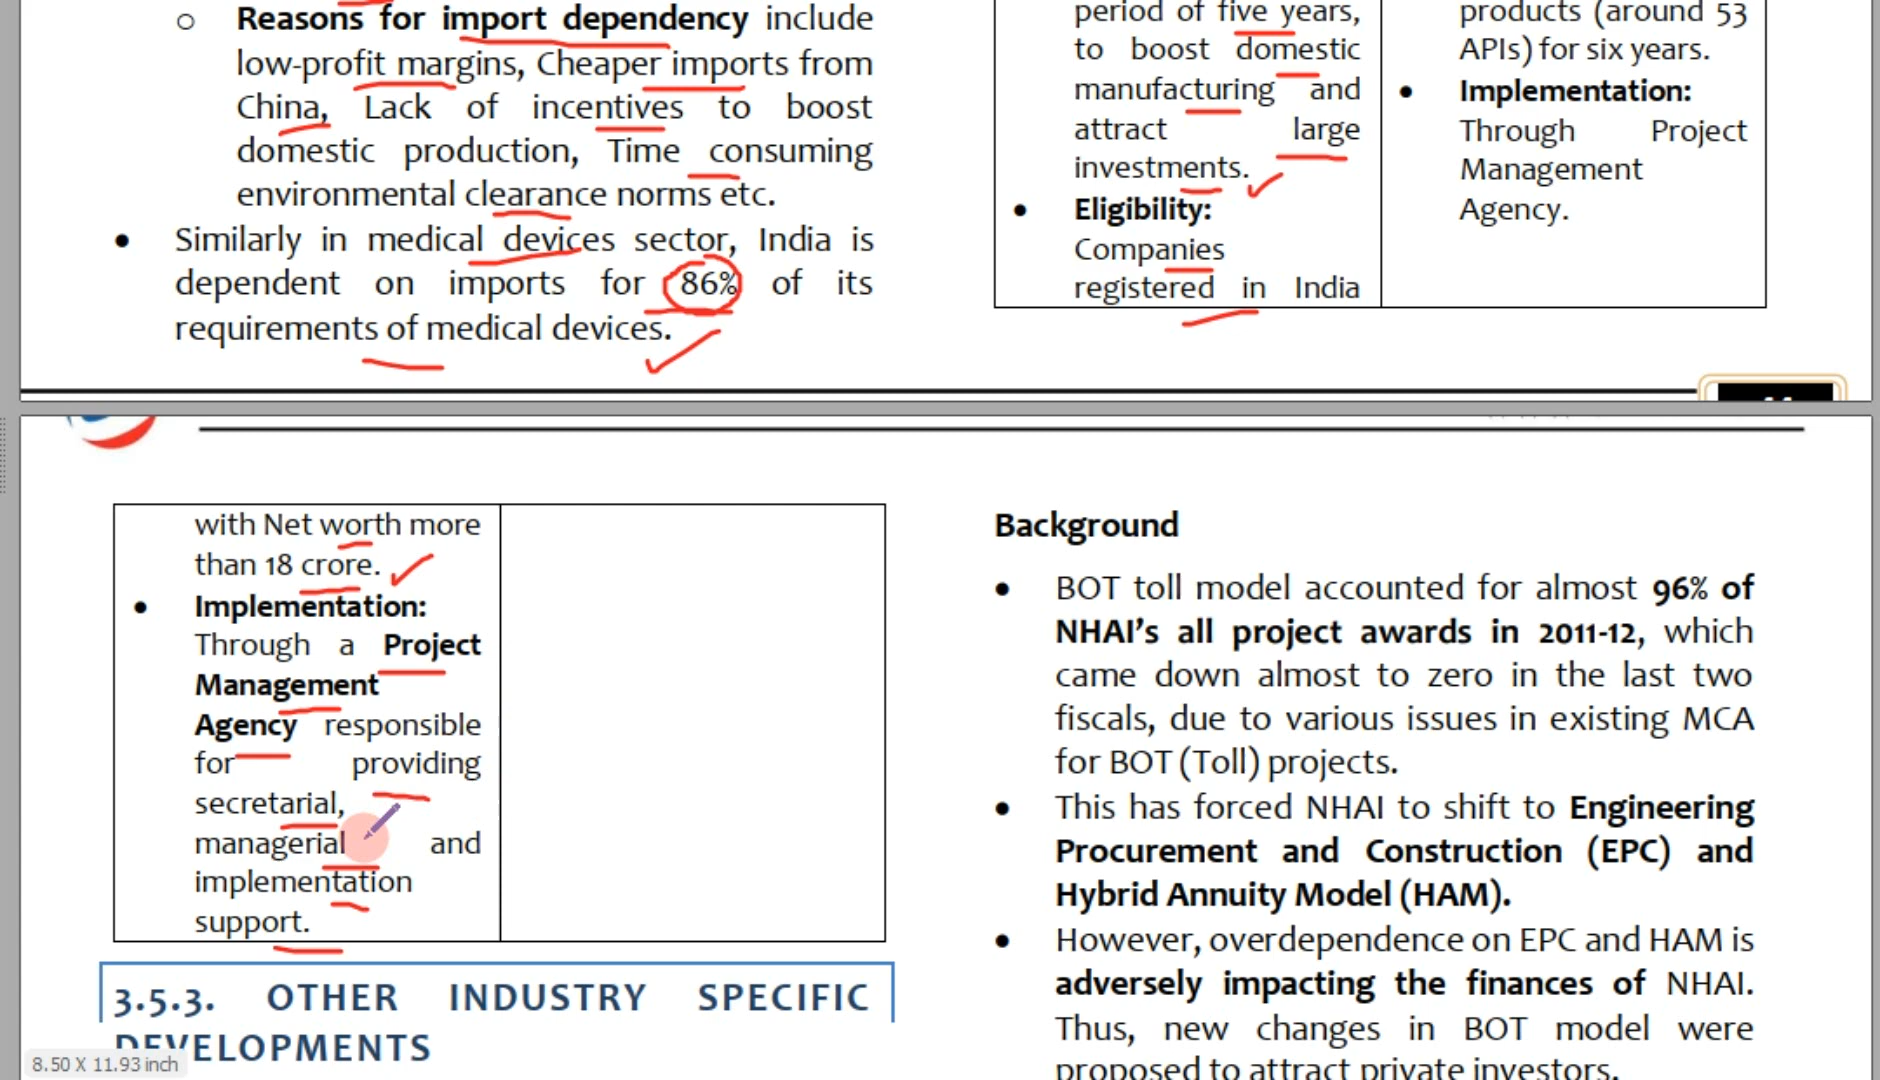 ○ Reasons for import dependency include
low-profit margins, Cheaper imports from
China, Lack of incentives to boost
domestic production, Time consuming
environmental clearance norms etc.
• Similarly in medical devices sector, India is
dependent on imports for 86% of its
requirements of medical devices.
period of five years,
to boost domestic
manufacturing and
attract large
investments.
• Eligibility:
Companies
registered in India
products (around 53
APIs) for six years.
• Implementation:
Through Project
Management
Agency.
with Net worth more
than 18 crore.
• Implementation:
Through a Project
Management
Agency responsible
for providing
secretarial,
managerial and
implementation
support.
3.5.3. OTHER INDUSTRY SPECIFIC
DEVELOPMENTS
Background
• BOT toll model accounted for almost 96% of
NHAI's all project awards in 2011-12, which
came down almost to zero in the last two
fiscals, due to various issues in existing MCA
for BOT (Toll) projects.
• This has forced NHAI to shift to Engineering
Procurement and Construction (EPC) and
Hybrid Annuity Model (HAM).
• However, overdependence on EPC and HAM is
adversely impacting the finances of NHAI.
Thus, new changes in BOT model were
proposed to attract private investors.
8.50 X 11.93 inch